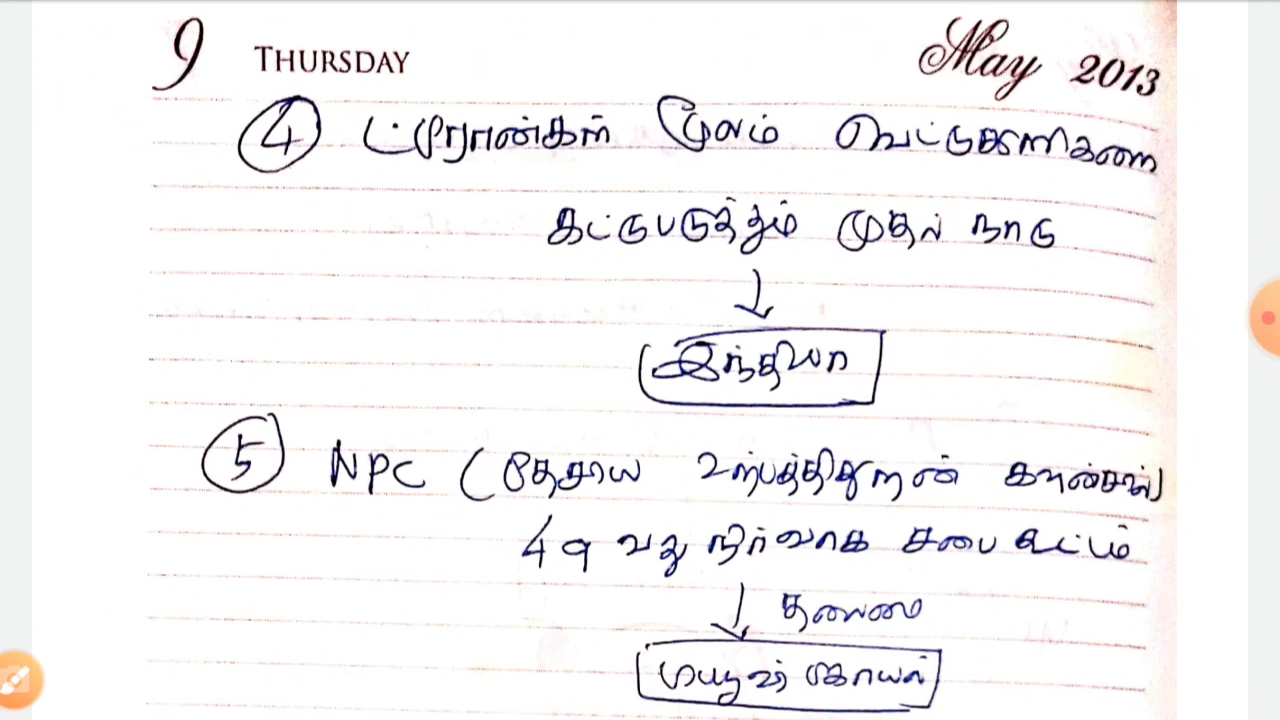 9 THURSDAY May 2013
④ ட்ரோன்கள் மூலம் வெட்டுகிளிகளை
கட்டுபடுத்தும் முதல் நாடு
↓
இந்தியா
⑤ NPC (தேசிய உற்பத்திதிறன் கவுன்சில்)
49 வது நிர்வாக சபை கூட்டம்
↓ தலைமை
பியூஷ் கோயல்